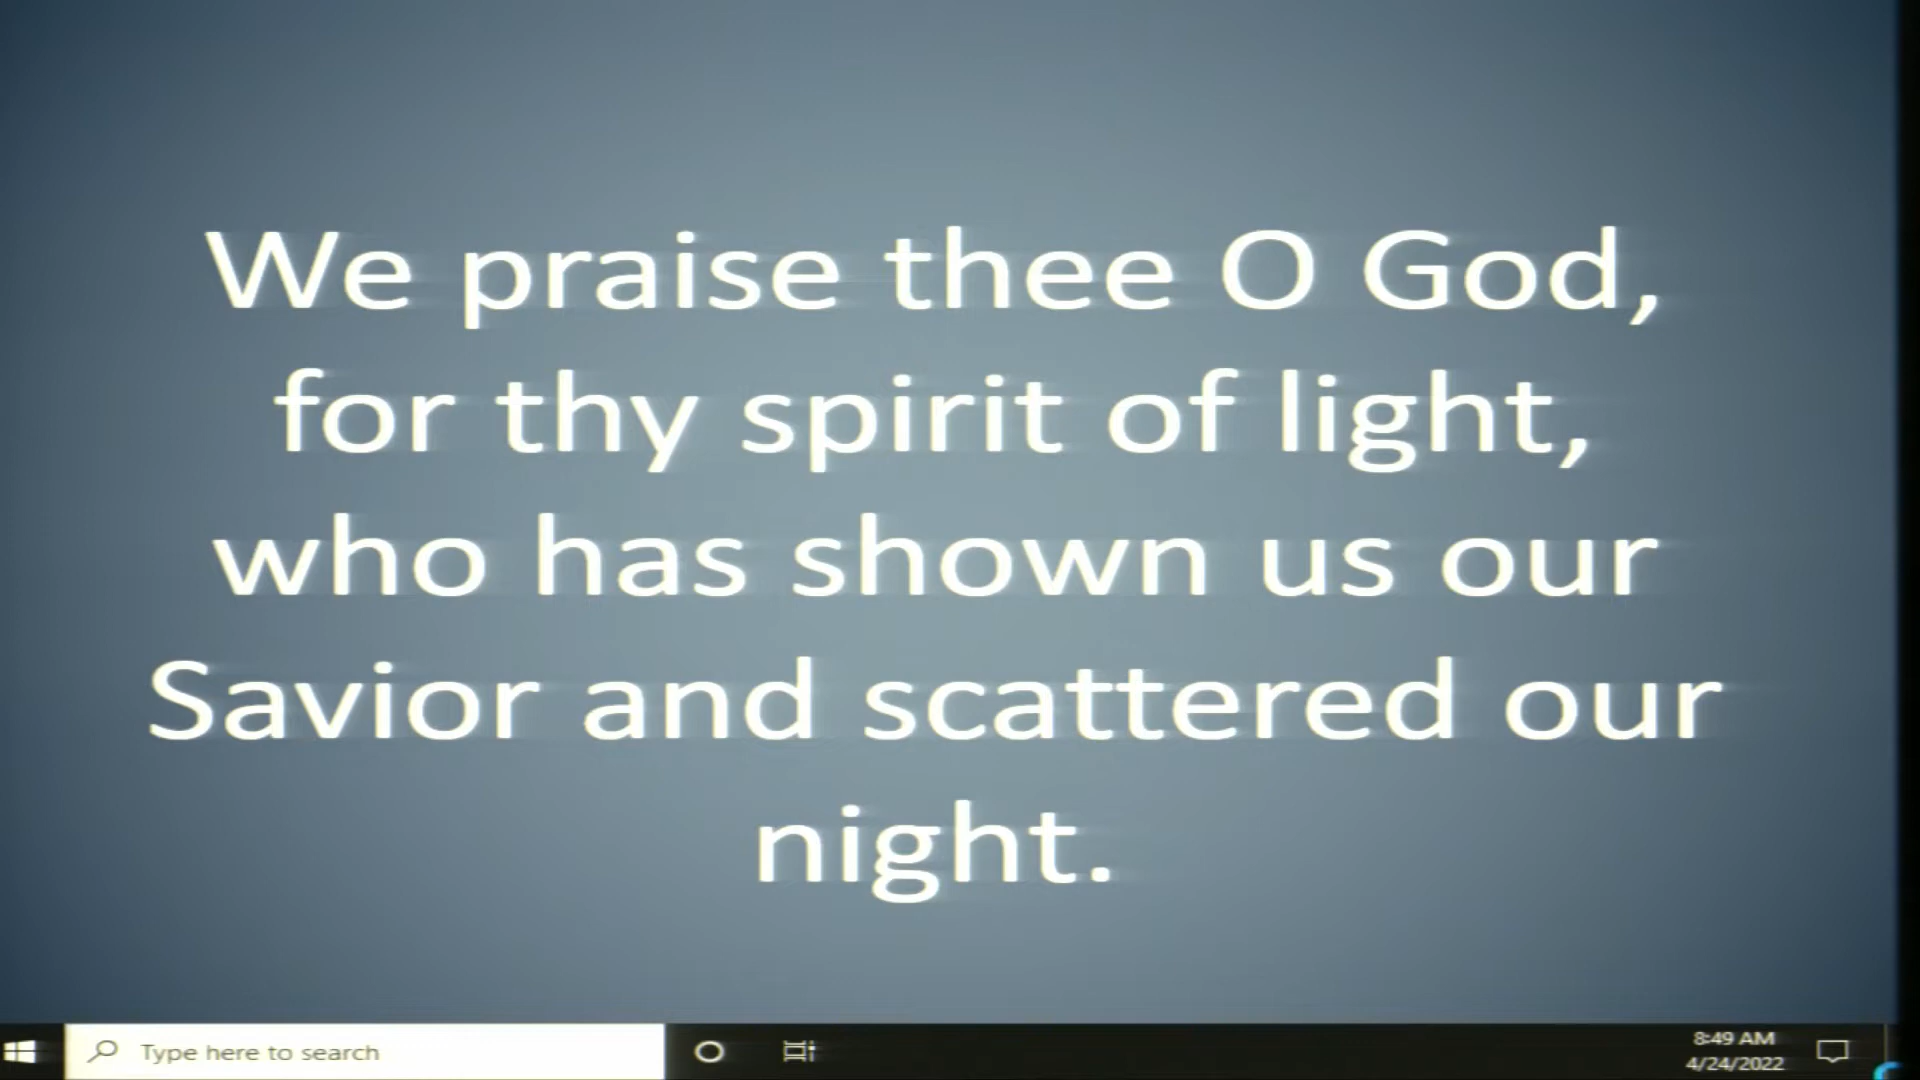 We praise thee O God,
for thy spirit of light,
who has shown us our
Savior and scattered our
night.
Type here to search
8:49 AM
4/24/2022